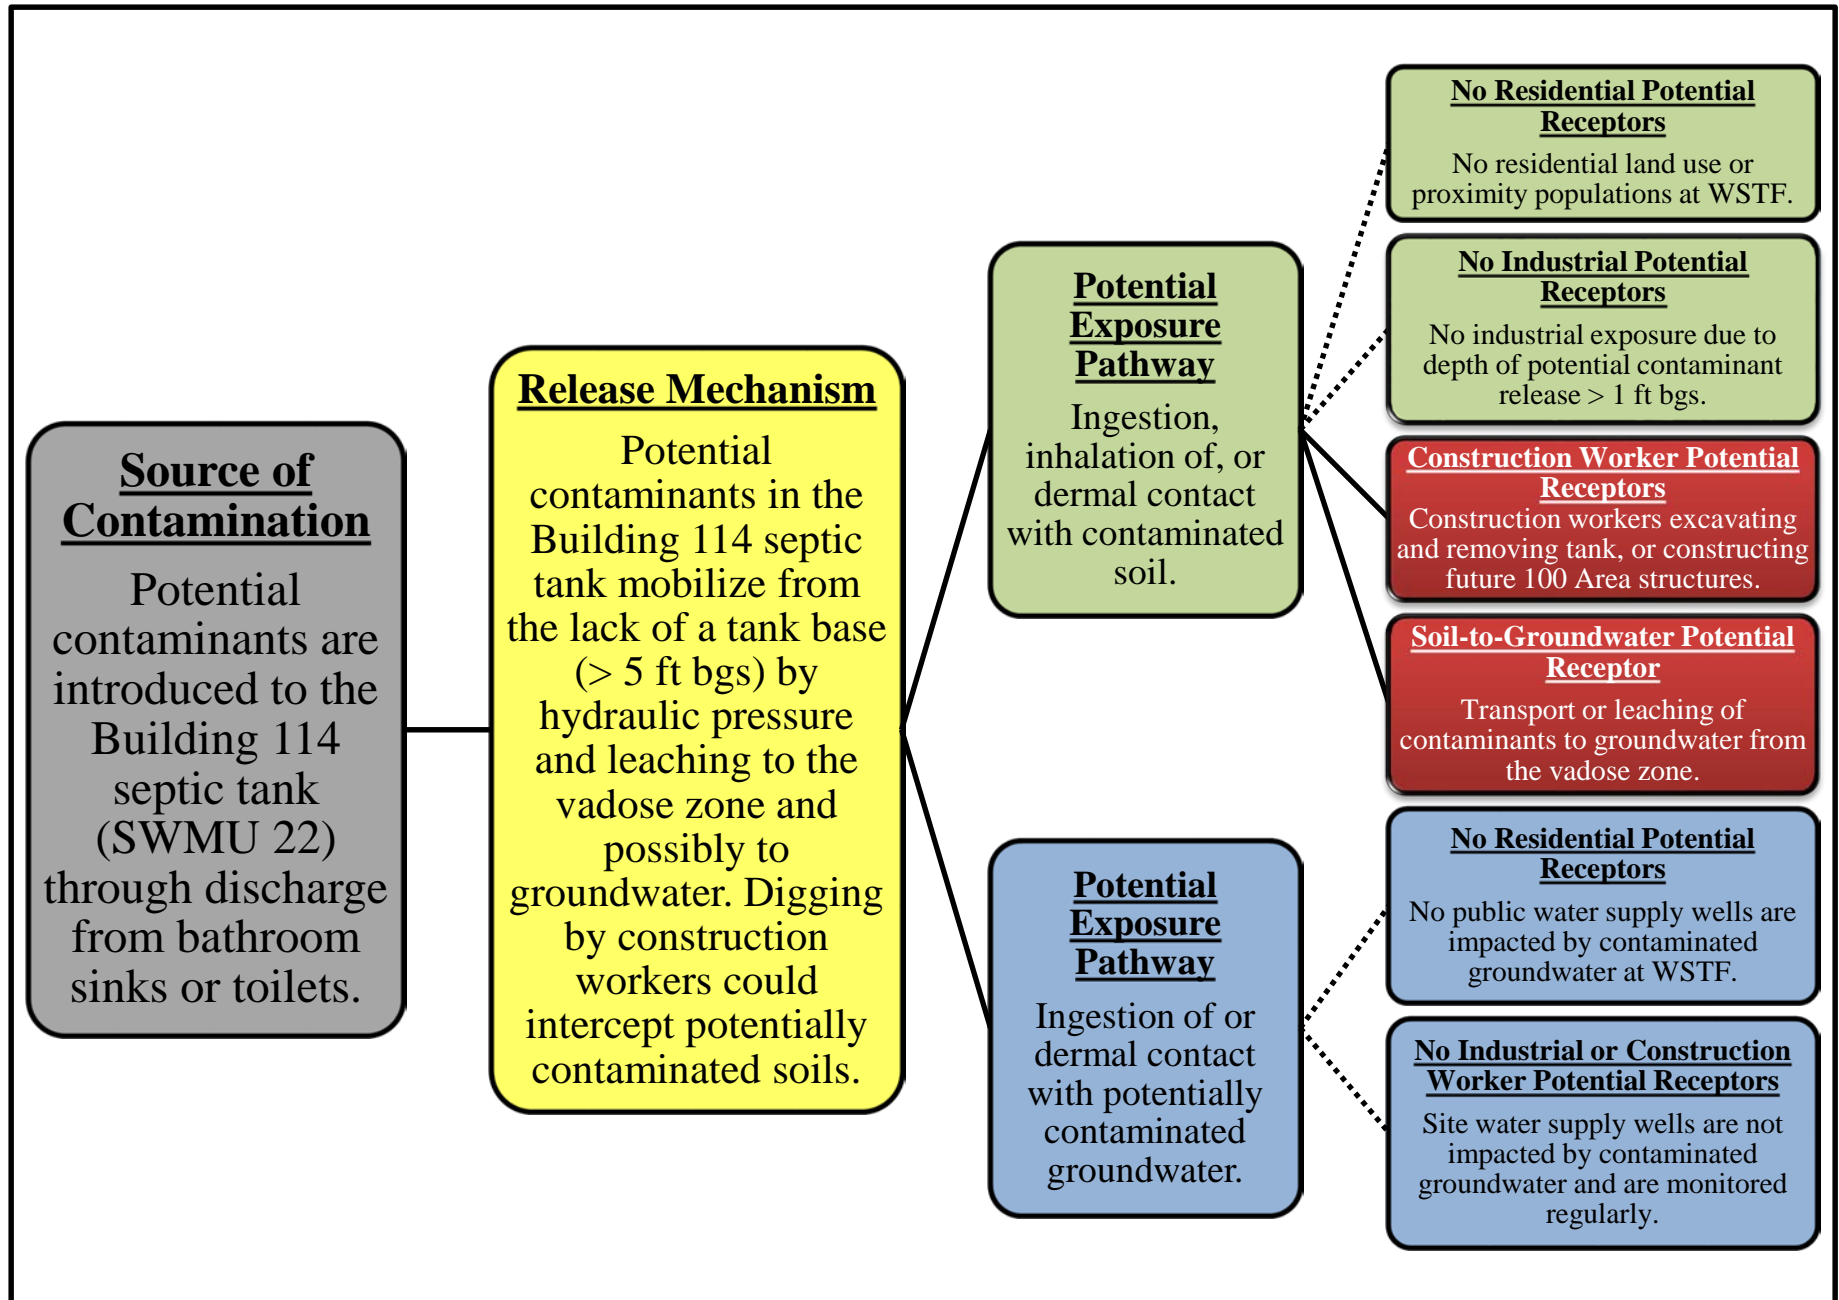 Source of
Contamination
Potential
contaminants are
introduced to the
Building 114
septic tank
(SWMU 22)
through discharge
from bathroom
sinks or toilets.
Release Mechanism
Potential
contaminants in the
Building 114 septic
tank mobilize from
the lack of a tank base
(> 5 ft bgs) by
hydraulic pressure
and leaching to the
vadose zone and
possibly to
groundwater. Digging
by construction
workers could
intercept potentially
contaminated soils.
Potential
Exposure
Pathway
Ingestion,
inhalation of, or
dermal contact
with contaminated
soil.
No Residential Potential
Receptors
No residential land use or
proximity populations at WSTF.
No Industrial Potential
Receptors
No industrial exposure due to
depth of potential contaminant
release > 1 ft bgs.
Construction Worker Potential
Receptors
Construction workers excavating
and removing tank, or constructing
future 100 Area structures.
Soil-to-Groundwater Potential
Receptor
Transport or leaching of
contaminants to groundwater from
the vadose zone.
Potential
Exposure
Pathway
Ingestion of or
dermal contact
with potentially
contaminated
groundwater.
No Residential Potential
Receptors
No public water supply wells are
impacted by contaminated
groundwater at WSTF.
No Industrial or Construction
Worker Potential Receptors
Site water supply wells are not
impacted by contaminated
groundwater and are monitored
regularly.